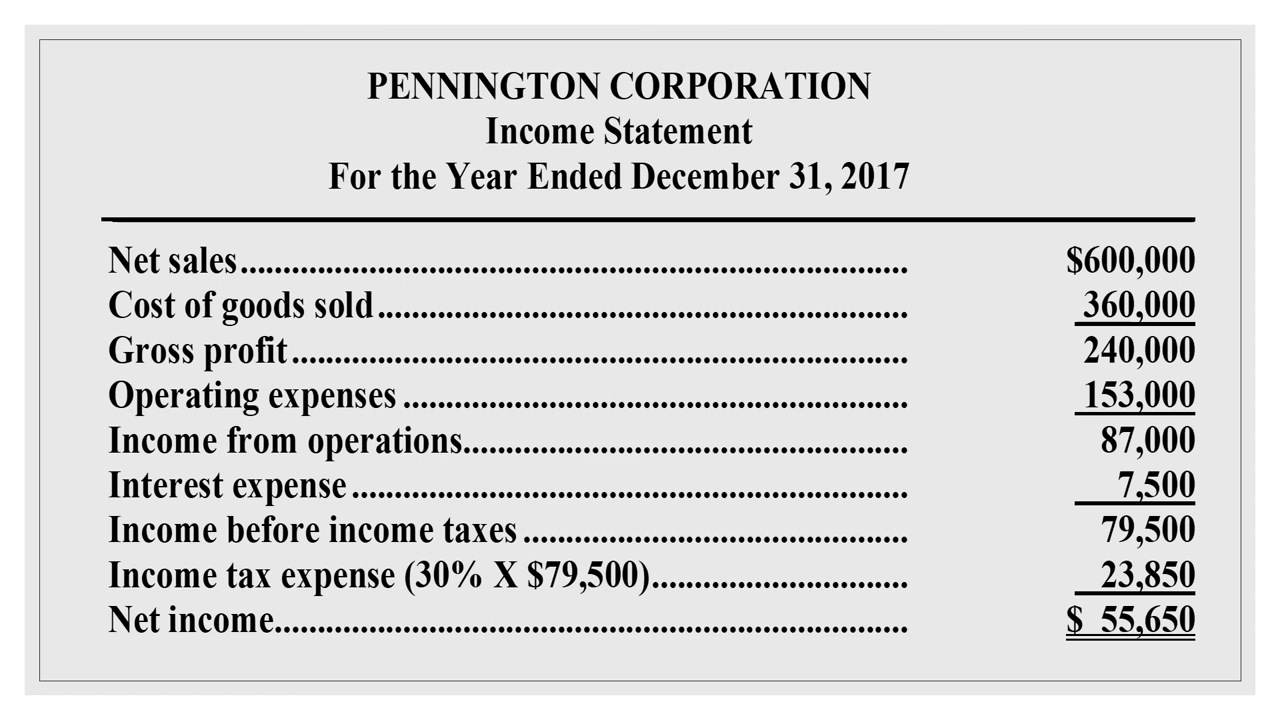 PENNINGTON CORPORATION
Income Statement
For the Year Ended December 31, 2017
Net sales.............................................................................. $600,000
Cost of goods sold.............................................................. 360,000
Gross profit........................................................................ 240,000
Operating expenses ........................................................... 153,000
Income from operations.................................................... 87,000
Interest expense ................................................................. 7,500
Income before income taxes ............................................. 79,500
Income tax expense (30% X $79,500).............................. 23,850
Net income.......................................................................... $ 55,650